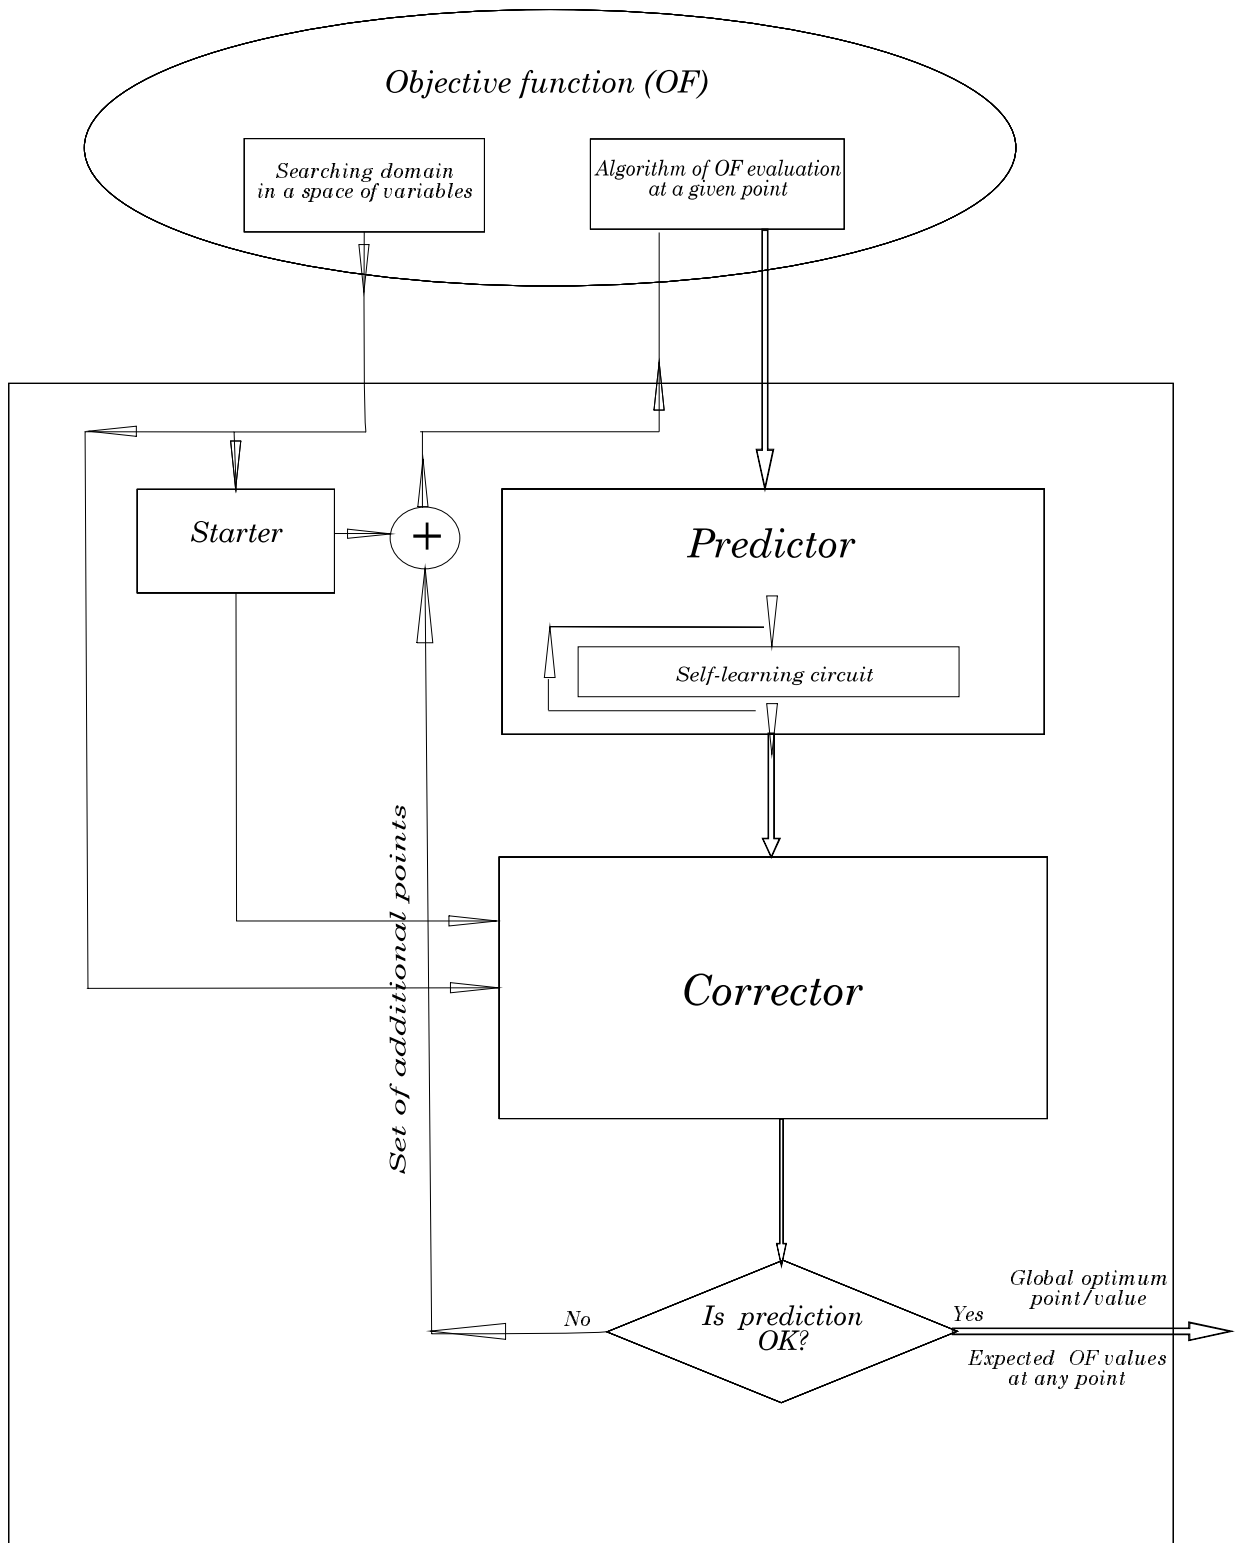 Objective function (OF)
Searching domain
in a space of variables
Algorithm of OF evaluation
at a given point
Starter
+
Predictor
Self-learning circuit
Set of additional points
Corrector
Is prediction
OK?
No
Yes
Global optimum
point/value
Expected OF values
at any point